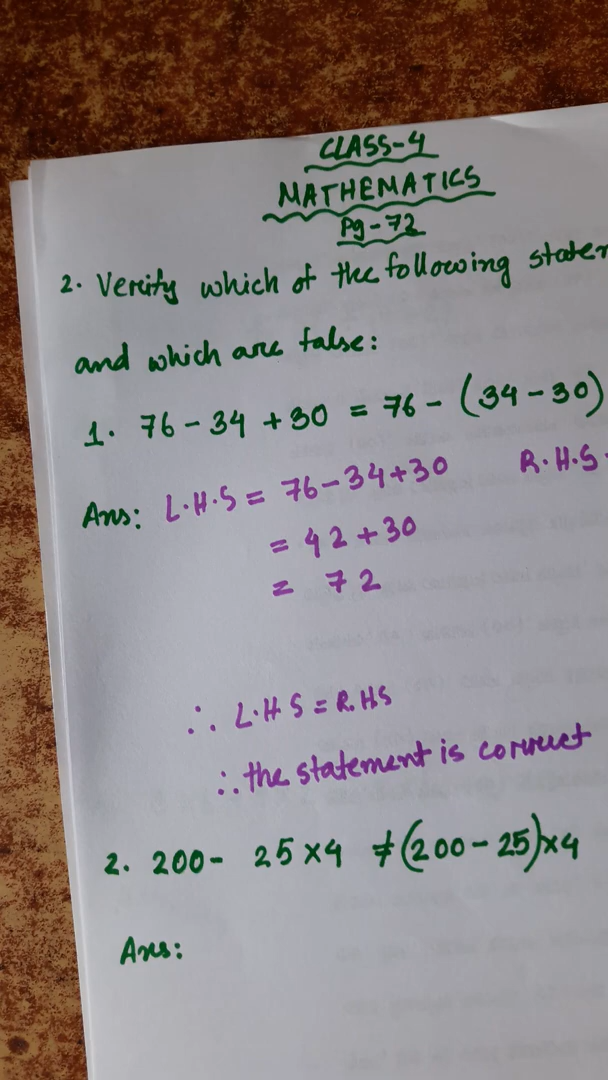 CLASS-4
MATHEMATICS
Pg-72
2. Verify which of the following
and which are false:
1. 76-34+30 = 76-(34-30)
Ans: L.H.S = 76-34+30 R.H.S
= 42+30
= 72
∴ L.H.S = R.H.S
∴ the statement is correct
2. 200- 25×4 ≠(200-25)×4
Ans: